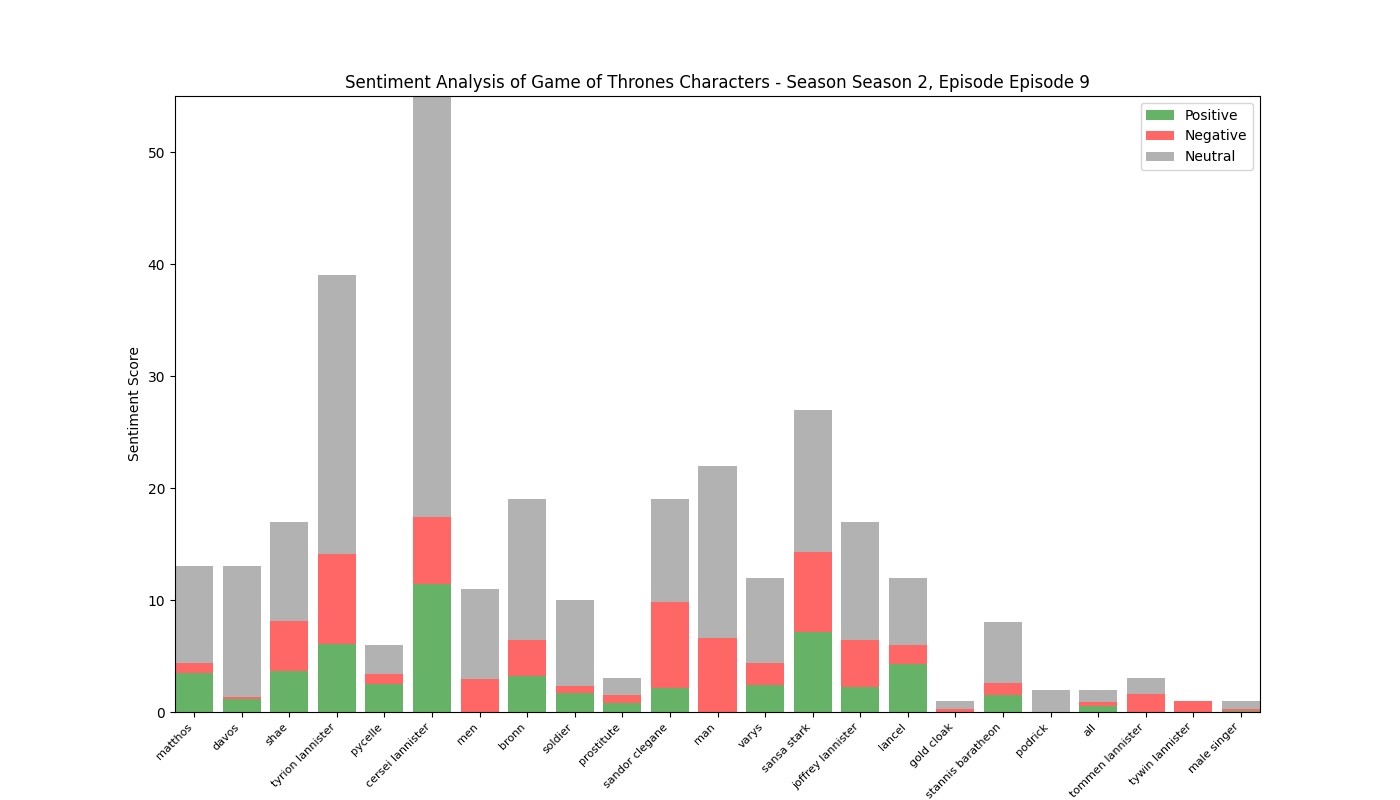 Sentiment Analysis of Game of Thrones Characters - Season Season 2, Episode Episode 9
Positive
Negative
Neutral
Sentiment Score
50
40
30
20
10
0
matthos
davos
shae
tyrion lannister
pycelle
cersei lannister
men
bronn
soldier
prostitute
sandor clegane
man
varys
sansa stark
joffrey lannister
lancel
gold cloak
stannis baratheon
podrick
all
tommen lannister
tywin lannister
male singer